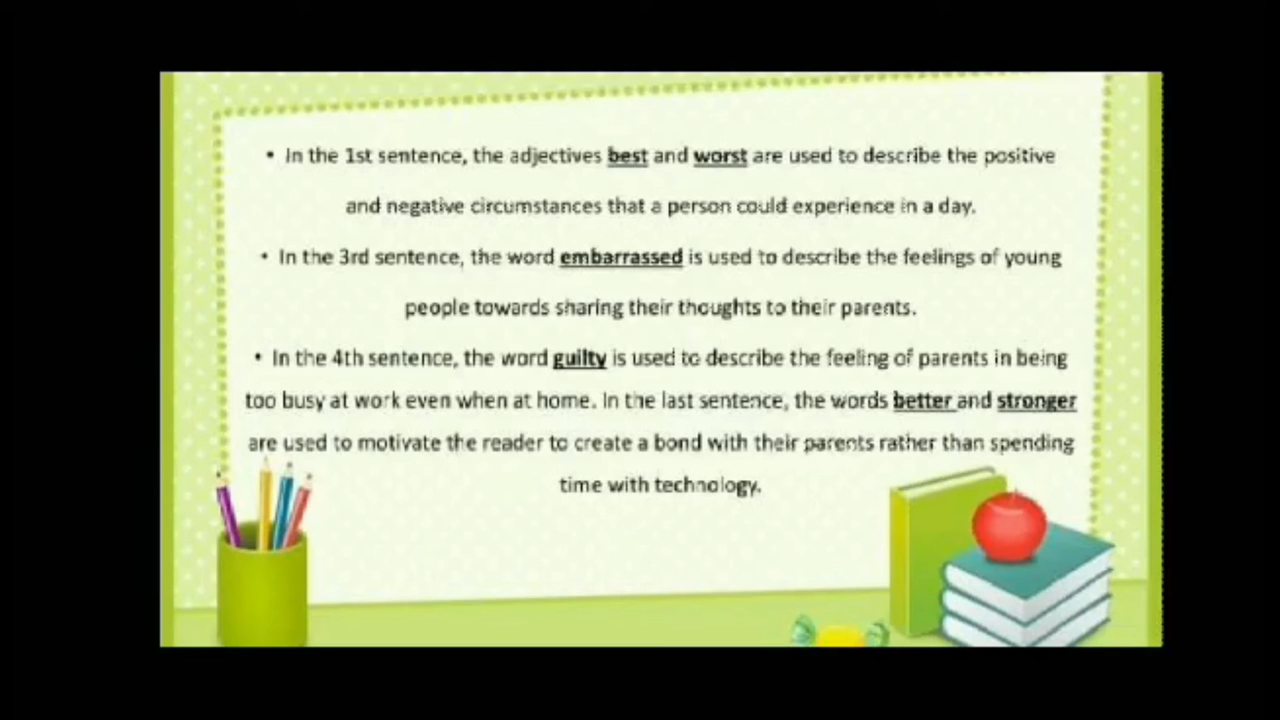 • In the 1st sentence, the adjectives best and worst are used to describe the positive
and negative circumstances that a person could experience in a day.
• In the 3rd sentence, the word embarrassed is used to describe the feelings of young
people towards sharing their thoughts to their parents.
• In the 4th sentence, the word guilty is used to describe the feeling of parents in being
too busy at work even when at home. In the last sentence, the words better and stronger
are used to motivate the reader to create a bond with their parents rather than spending
time with technology.